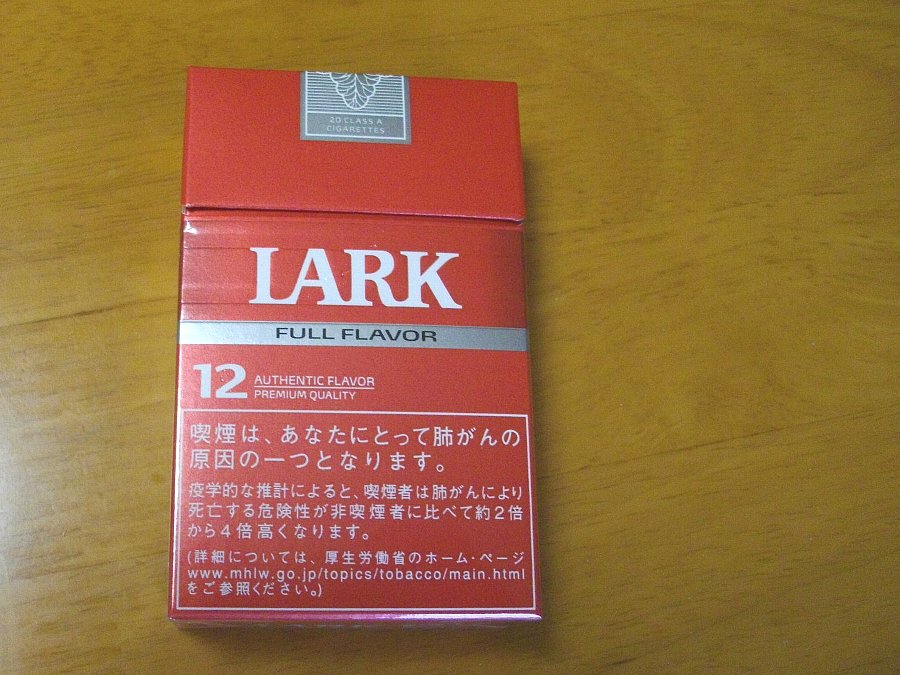 20 CLASS A
CIGARETTES
LARK
FULL FLAVOR
12 AUTHENTIC FLAVOR
PREMIUM QUALITY
喫煙は、あなたにとって肺がんの
原因の一つとなります。
疫学的な推計によると、喫煙者は肺がんにより
死亡する危険性が非喫煙者に比べて約2倍
から4倍高くなります。
(詳細については、厚生労働省のホーム・ページ
www.mhlw.go.jp/topics/tobacco/main.html
をご参照ください。)